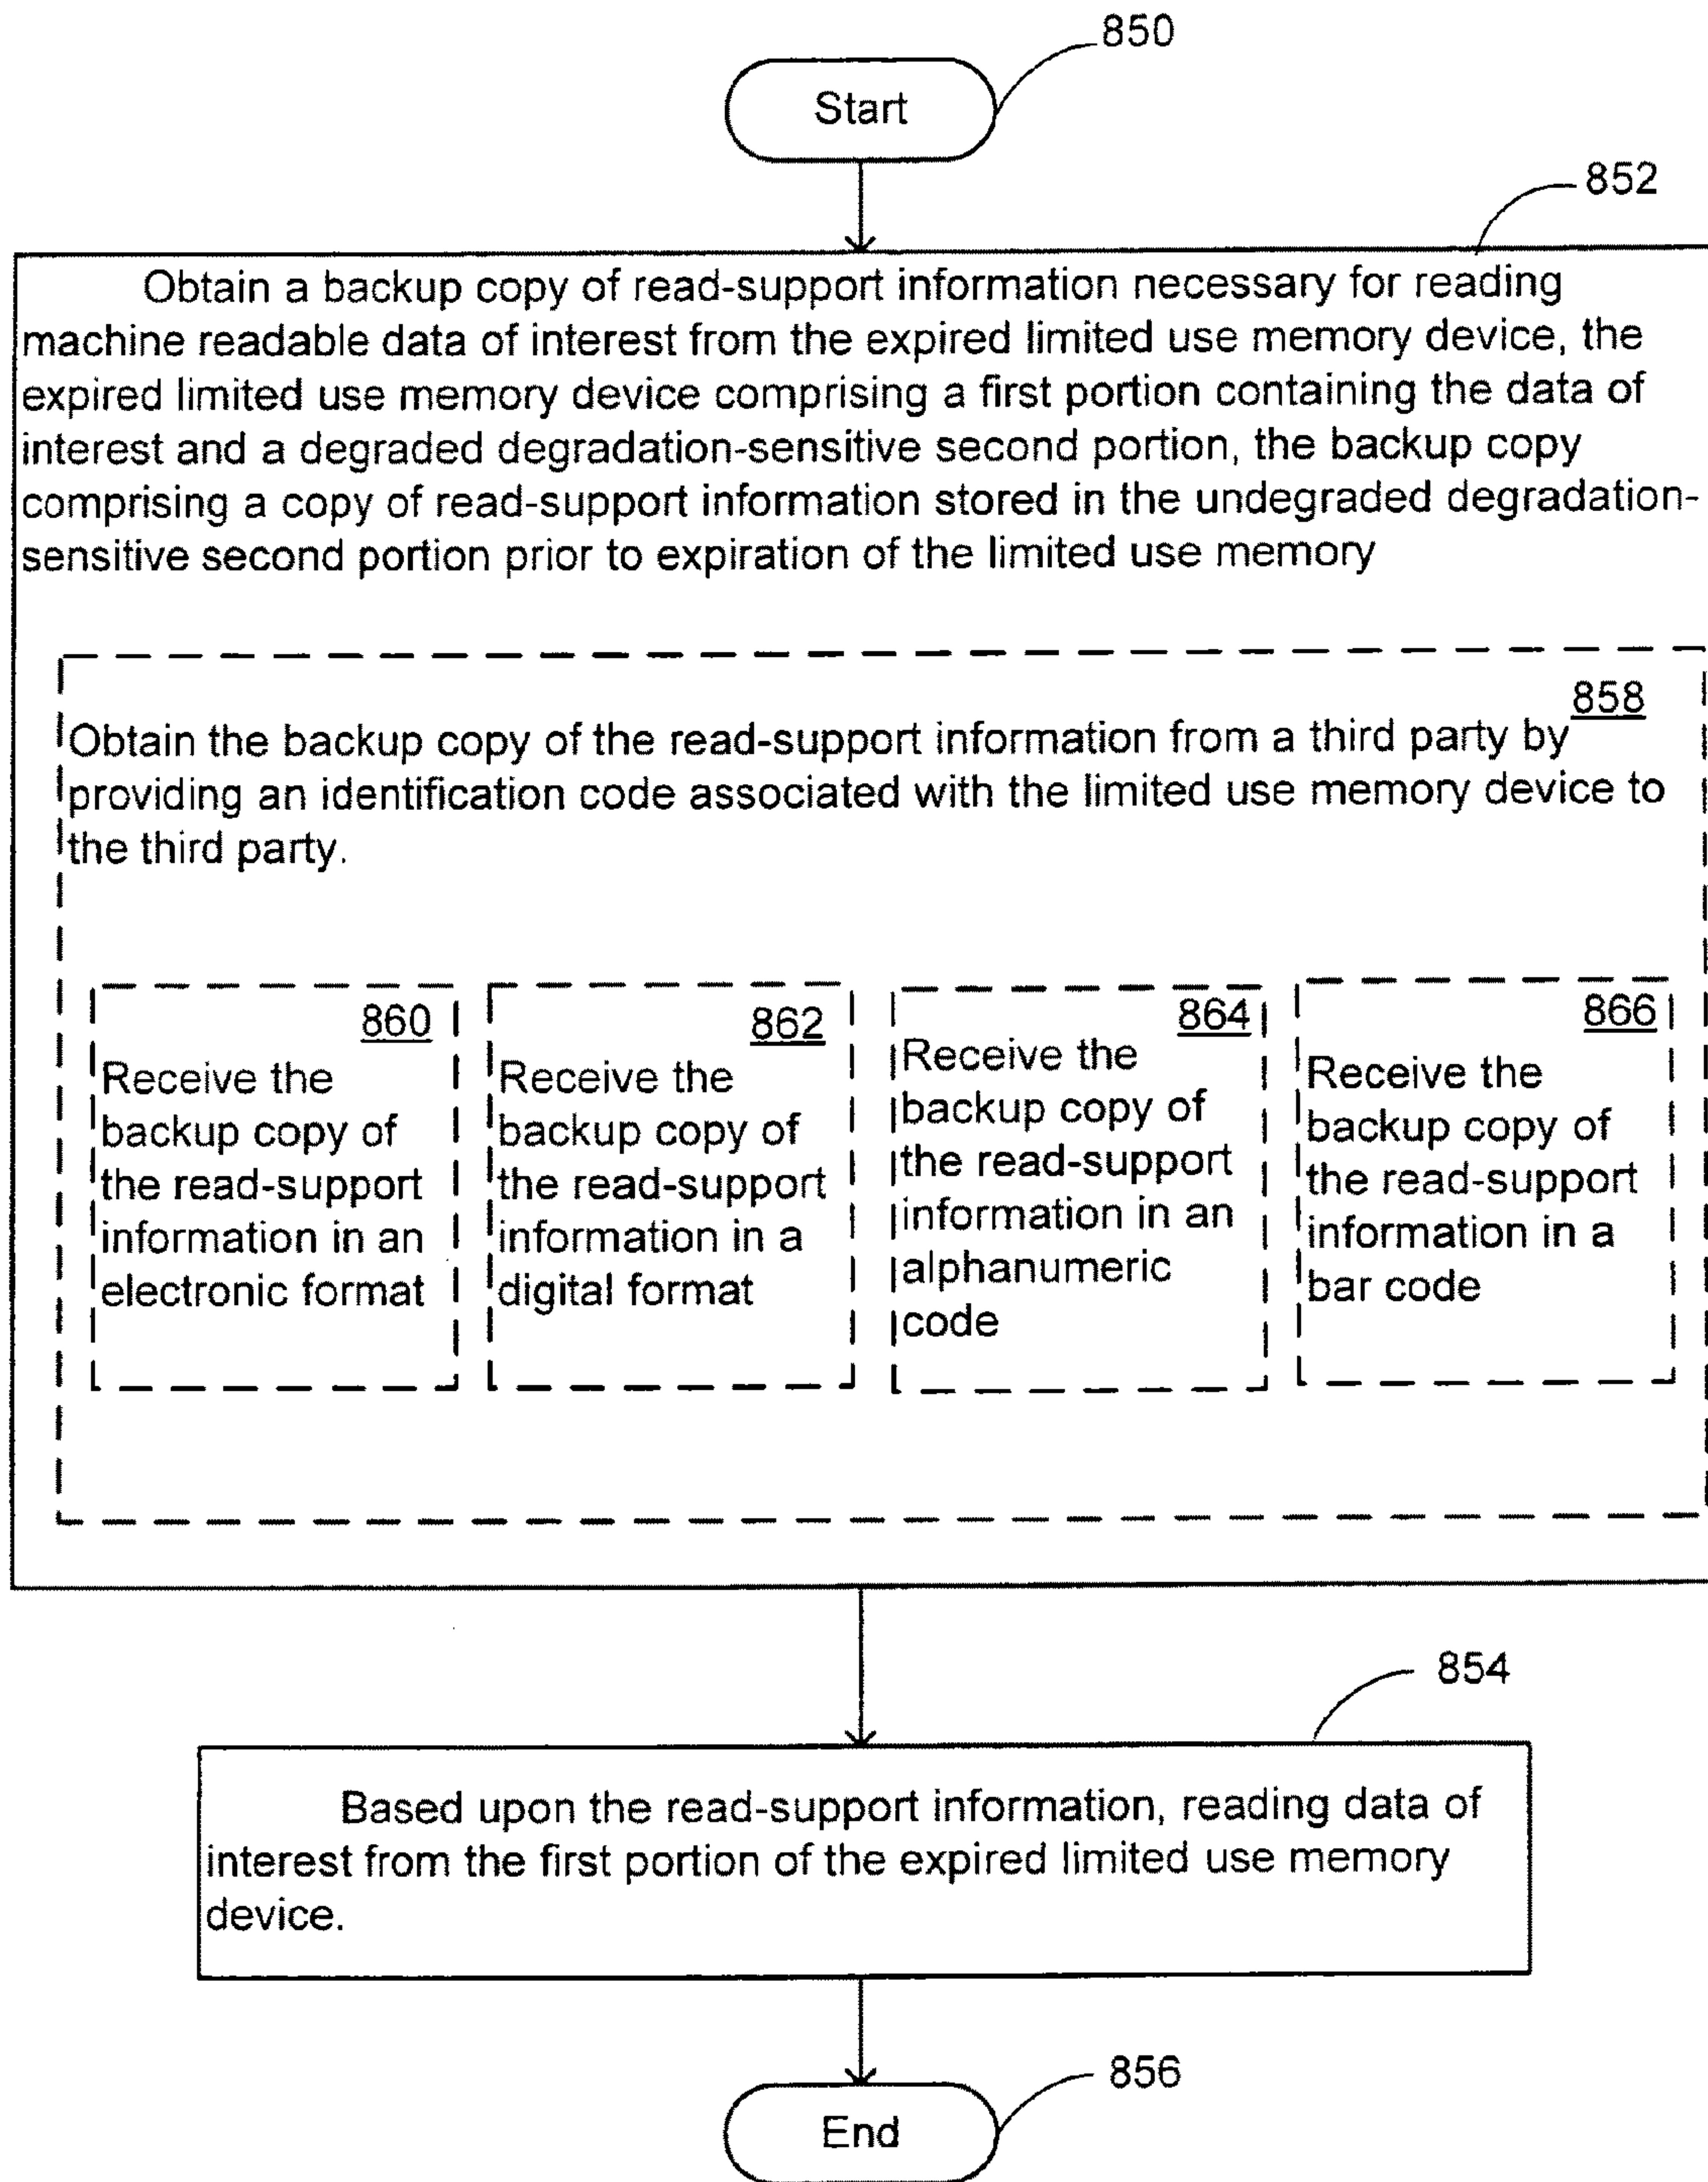 850
Start
852
Obtain a backup copy of read-support information necessary for reading
machine readable data of interest from the expired limited use memory device, the
expired limited use memory device comprising a first portion containing the data of
interest and a degraded degradation-sensitive second portion, the backup copy
comprising a copy of read-support information stored in the undegraded degradation-
sensitive second portion prior to expiration of the limited use memory
858
Obtain the backup copy of the read-support information from a third party by
providing an identification code associated with the limited use memory device to
the third party.
860
Receive the
backup copy of
the read-support
information in an
electronic format
862
Receive the
backup copy of
the read-support
information in a
digital format
864
Receive the
backup copy of
the read-support
information in an
alphanumeric
code
866
Receive the
backup copy of
the read-support
information in a
bar code
854
Based upon the read-support information, reading data of
interest from the first portion of the expired limited use memory
device.
856
End